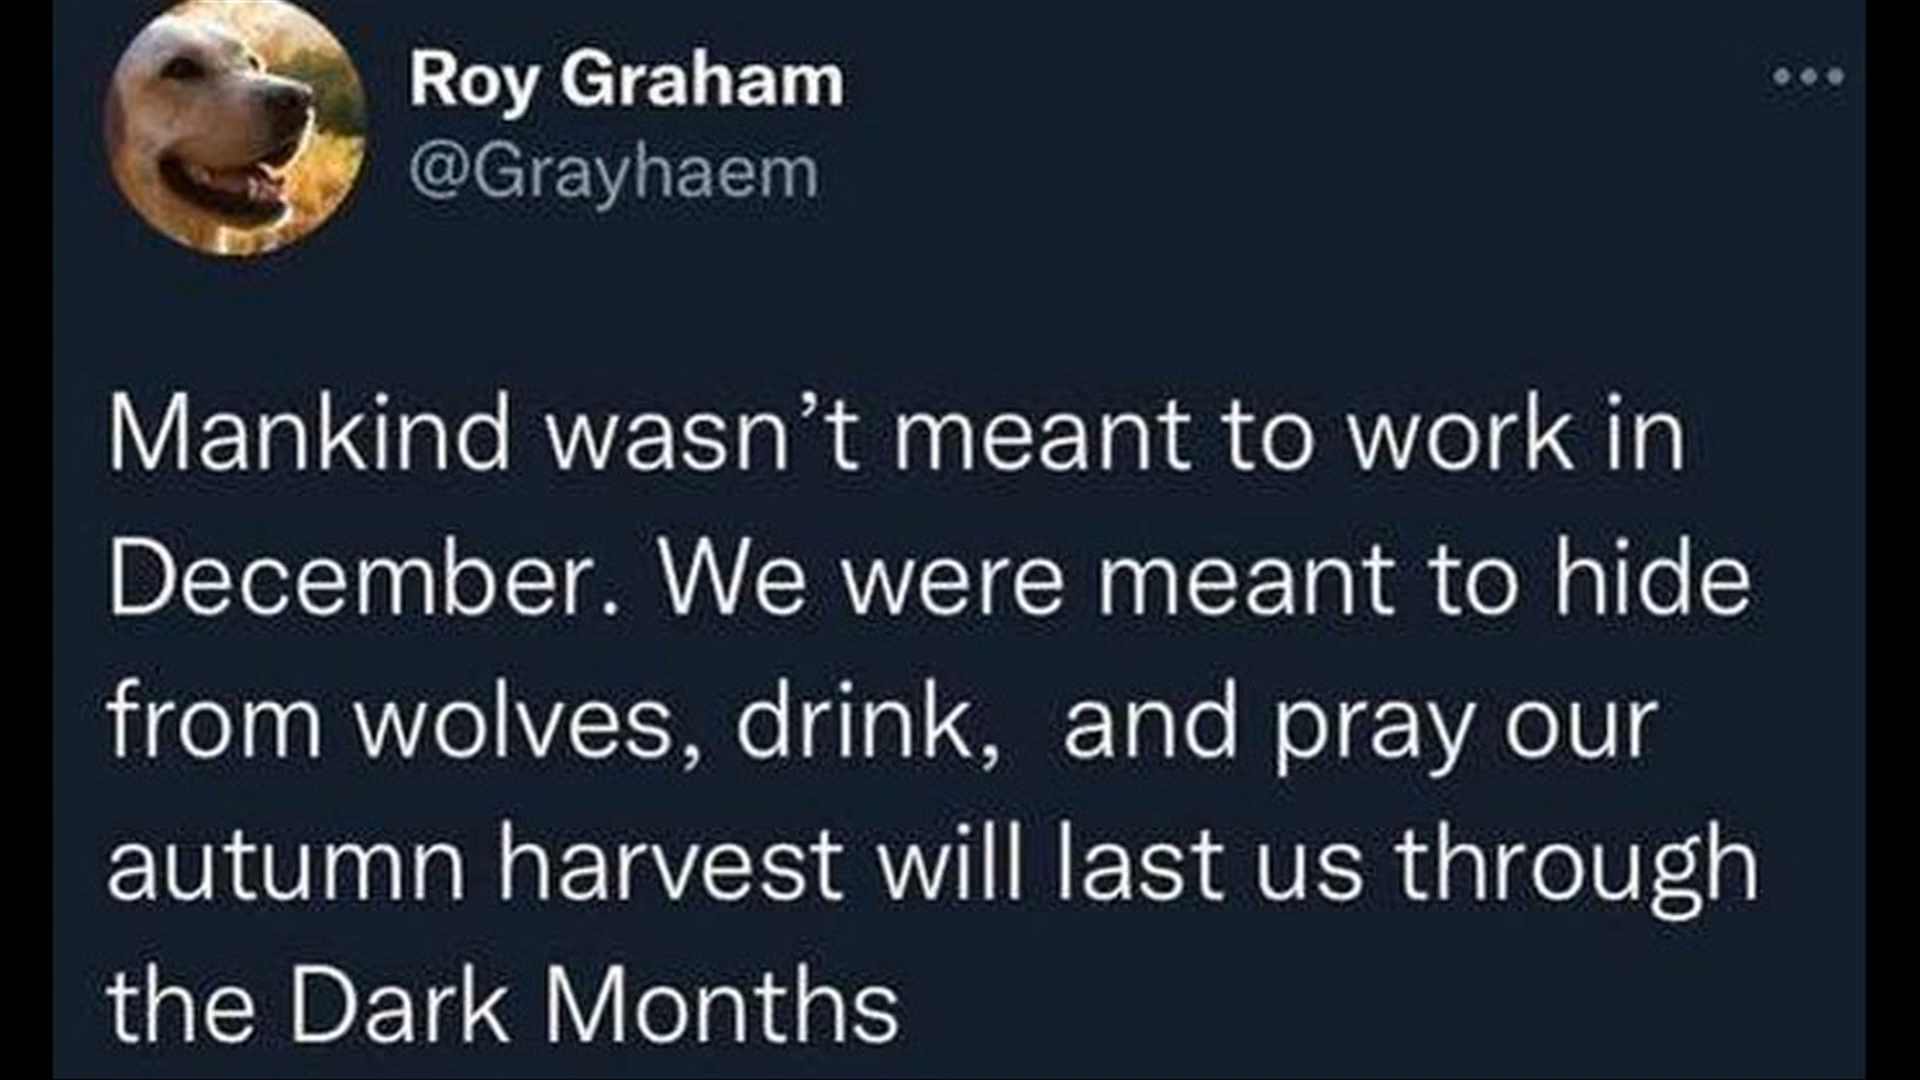 Roy Graham
@Grayhaem
Mankind wasn’t meant to work in
December. We were meant to hide
from wolves, drink,  and pray our
autumn harvest will last us through
the Dark Months